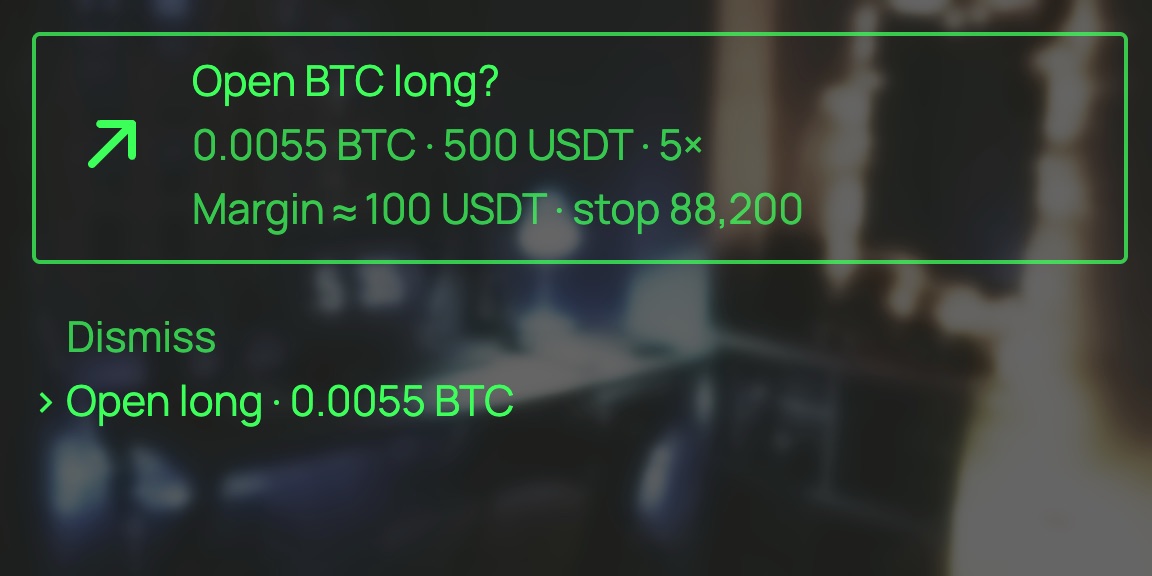 Open BTC long?
0.0055 BTC · 500 USDT · 5×
Margin ≈ 100 USDT · stop 88,200
Dismiss
› Open long · 0.0055 BTC